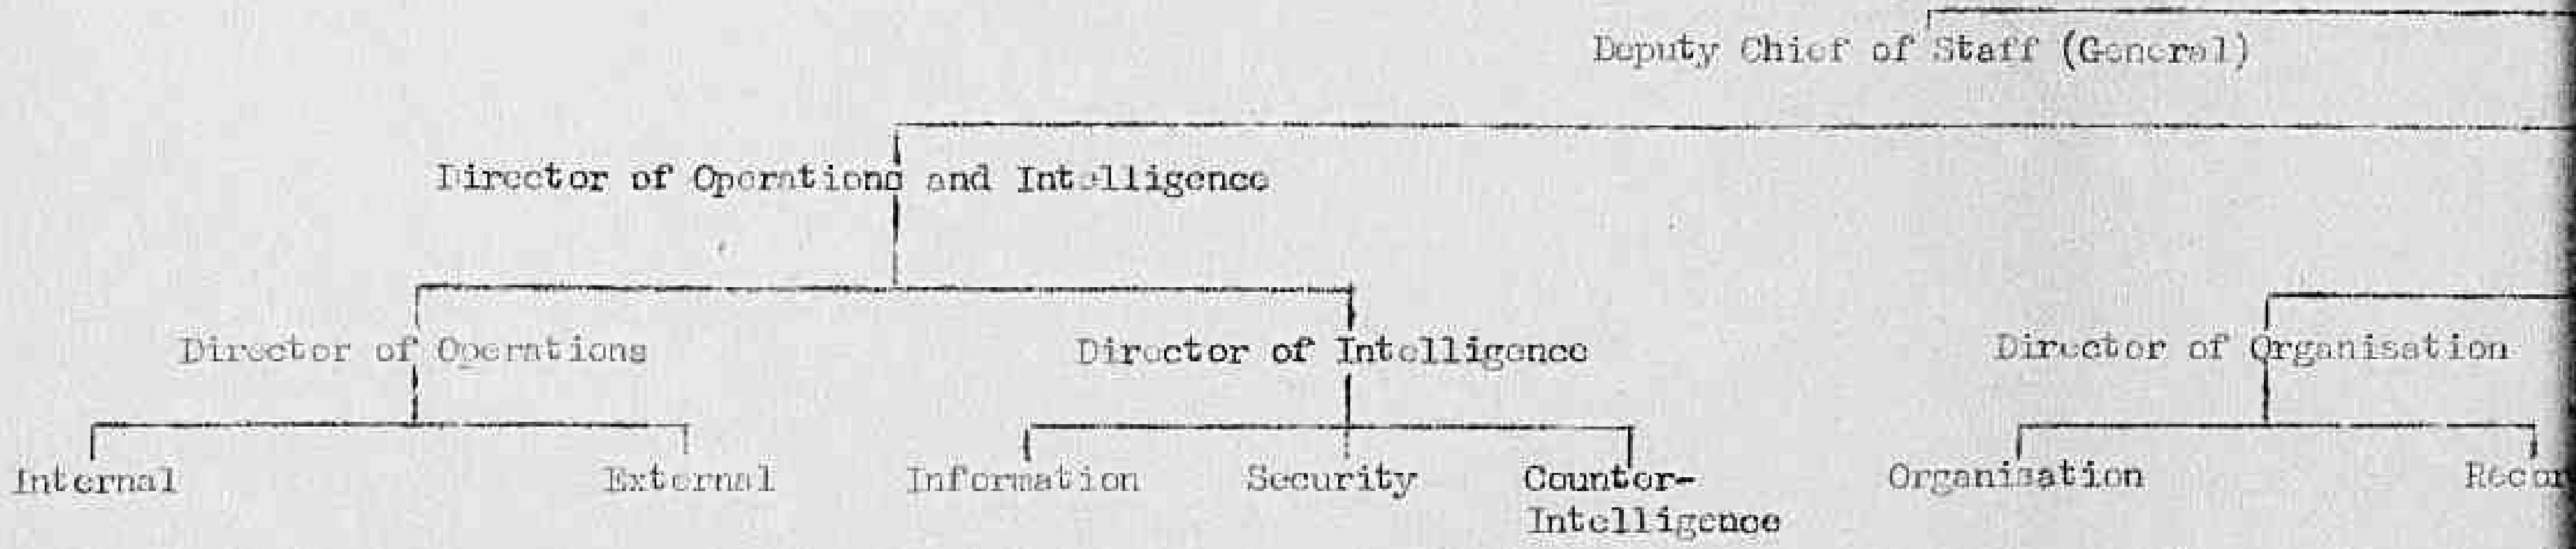 Deputy Chief of Staff (General)
Director of Operations and Intelligence
Director of Operations
Director of Intelligence
Director of Organisation
Internal
External
Information
Security
Counter-
Intelligence
Organisation
Recor